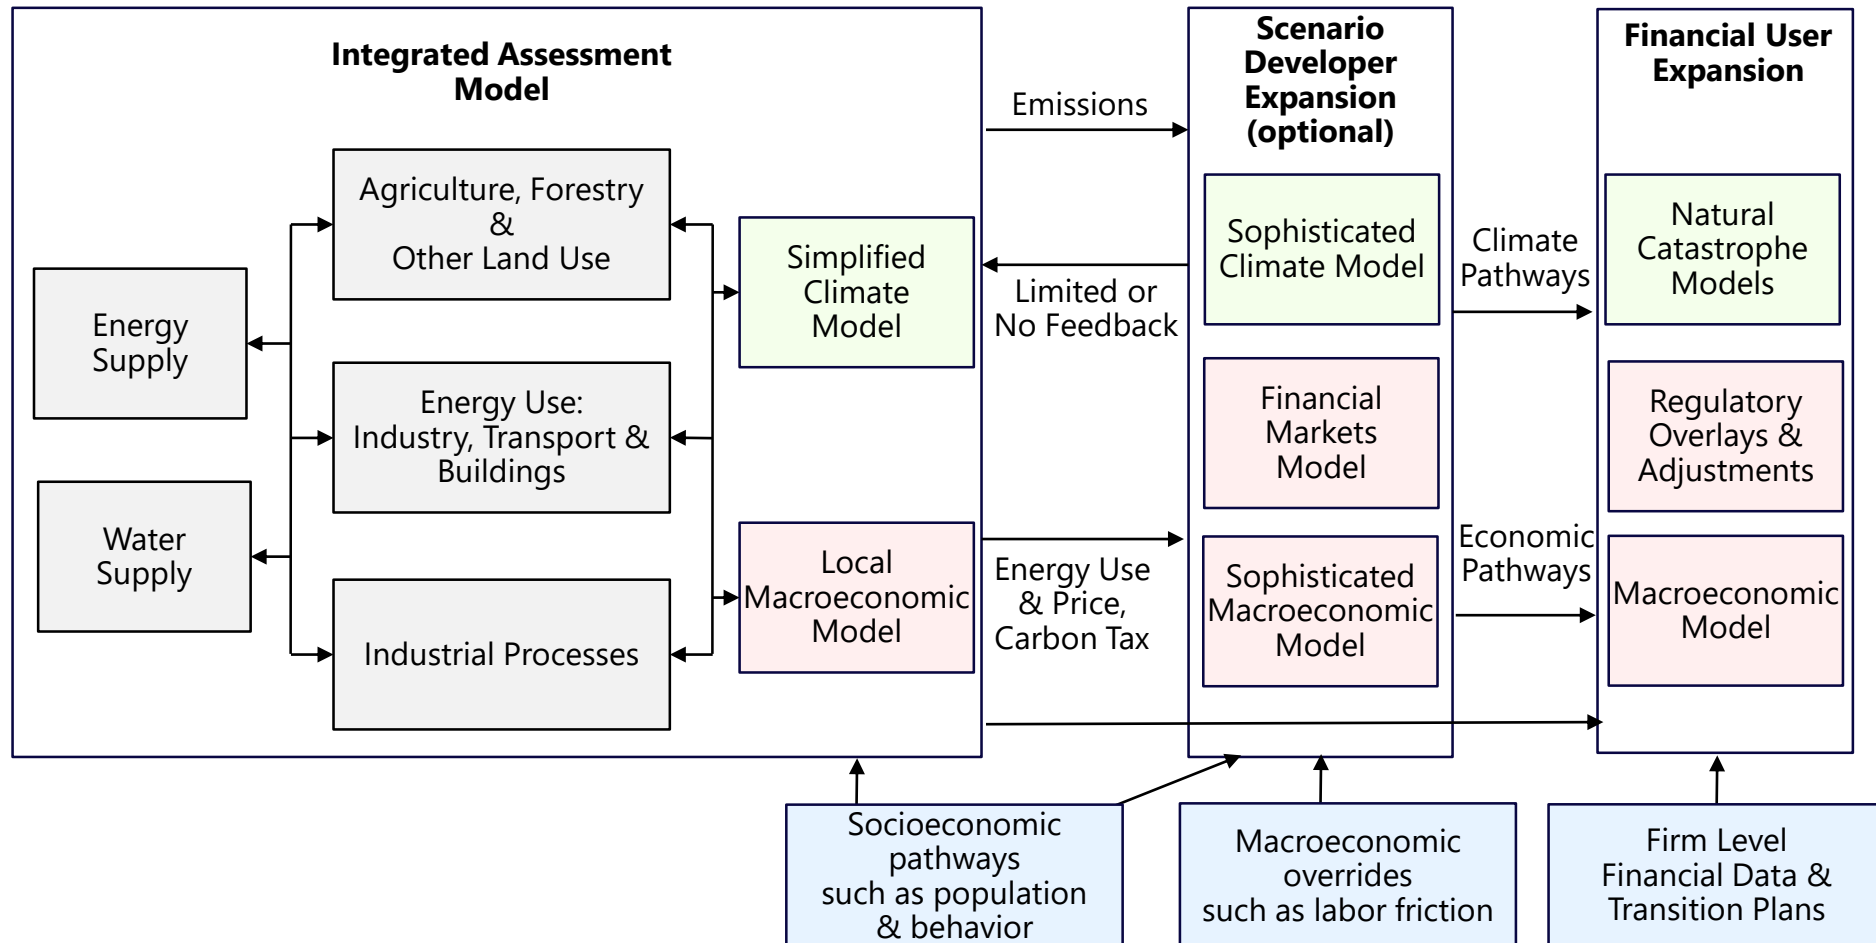 Integrated Assessment
Model
Scenario
Developer
Expansion
(optional)
Financial User
Expansion
Emissions
Agriculture, Forestry
&
Other Land Use
Simplified
Climate
Model
Sophisticated
Climate Model
Climate
Pathways
Natural
Catastrophe
Models
Energy
Supply
Limited or
No Feedback
Energy Use:
Industry, Transport &
Buildings
Financial
Markets
Model
Regulatory
Overlays &
Adjustments
Water
Supply
Local
Macroeconomic
Model
Energy Use
& Price,
Carbon Tax
Sophisticated
Macroeconomic
Model
Economic
Pathways
Macroeconomic
Model
Industrial Processes
Socioeconomic
pathways
such as population
& behavior
Macroeconomic
overrides
such as labor friction
Firm Level
Financial Data &
Transition Plans